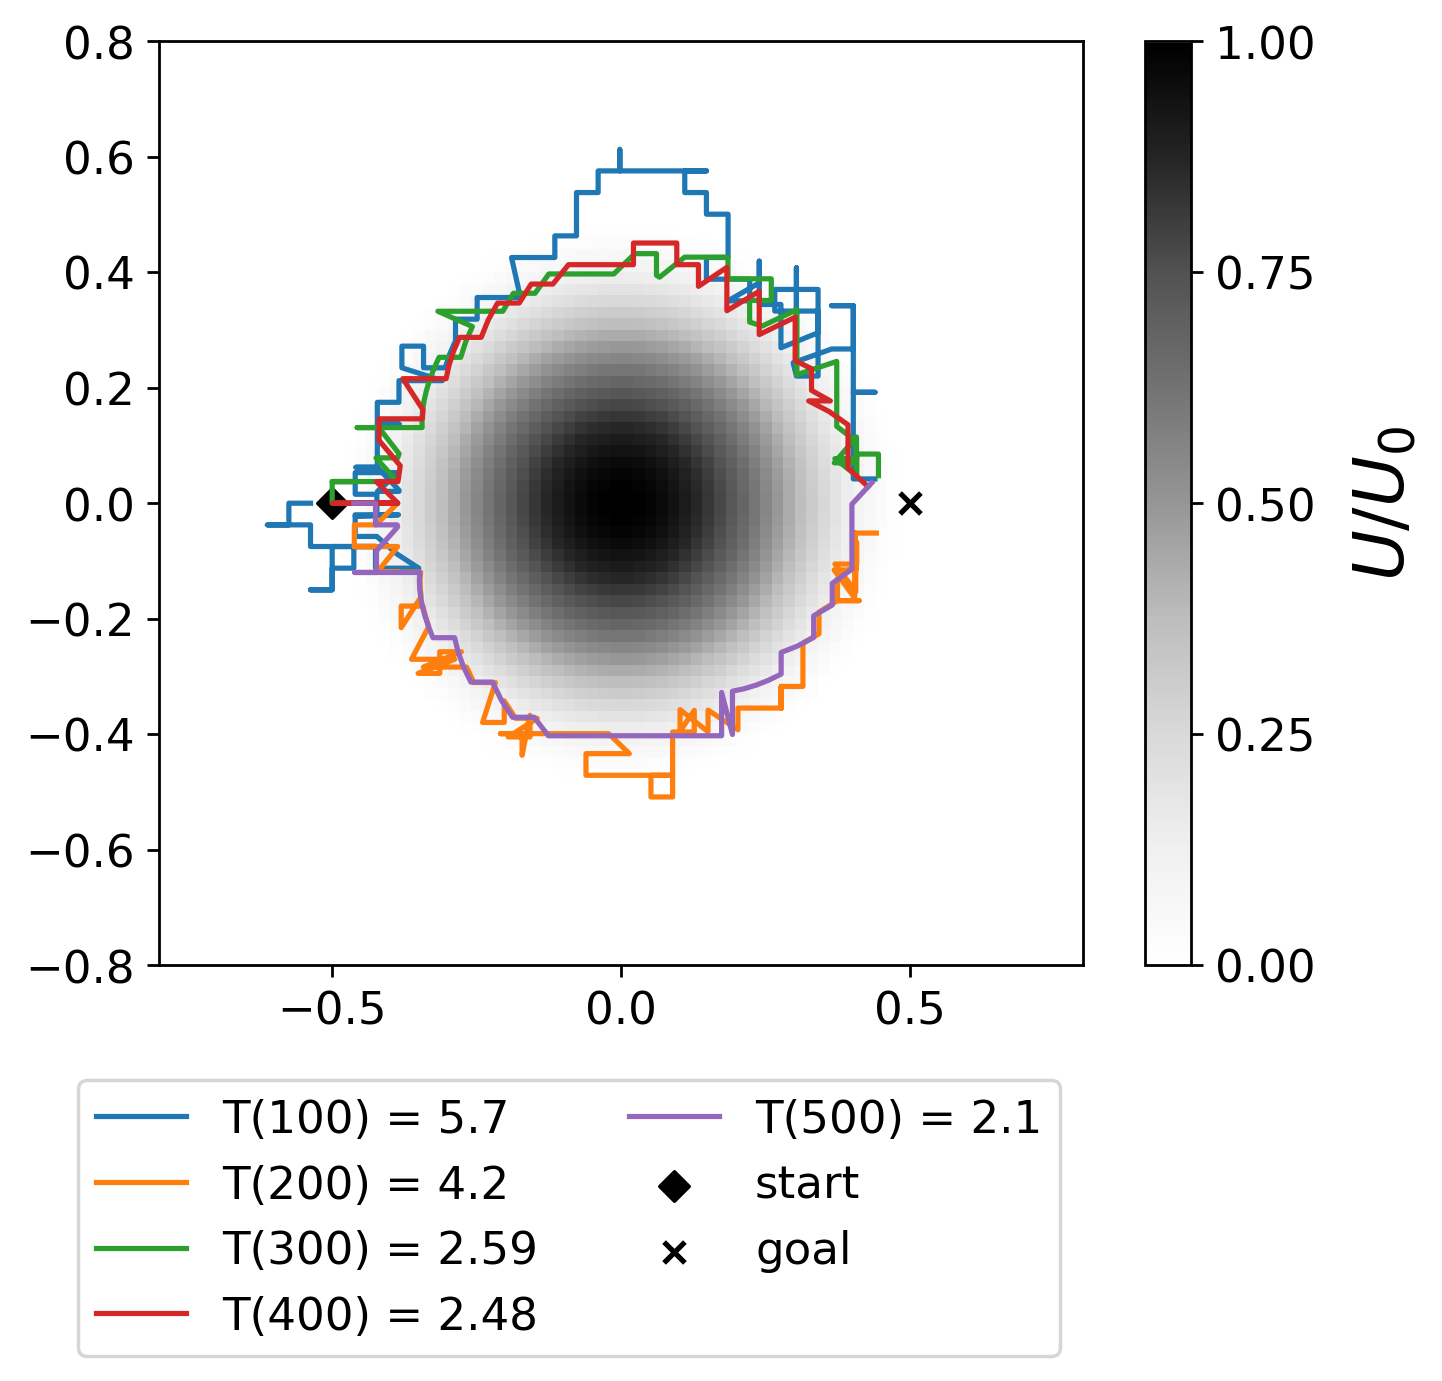 0.8
0.6
0.4
0.2
0.0
−0.2
−0.4
−0.6
−0.8
−0.5
0.0
0.5
1.00
0.75
0.50
0.25
0.00
U/U0
T(100) = 5.7
T(200) = 4.2
T(300) = 2.59
T(400) = 2.48
T(500) = 2.1
start
goal